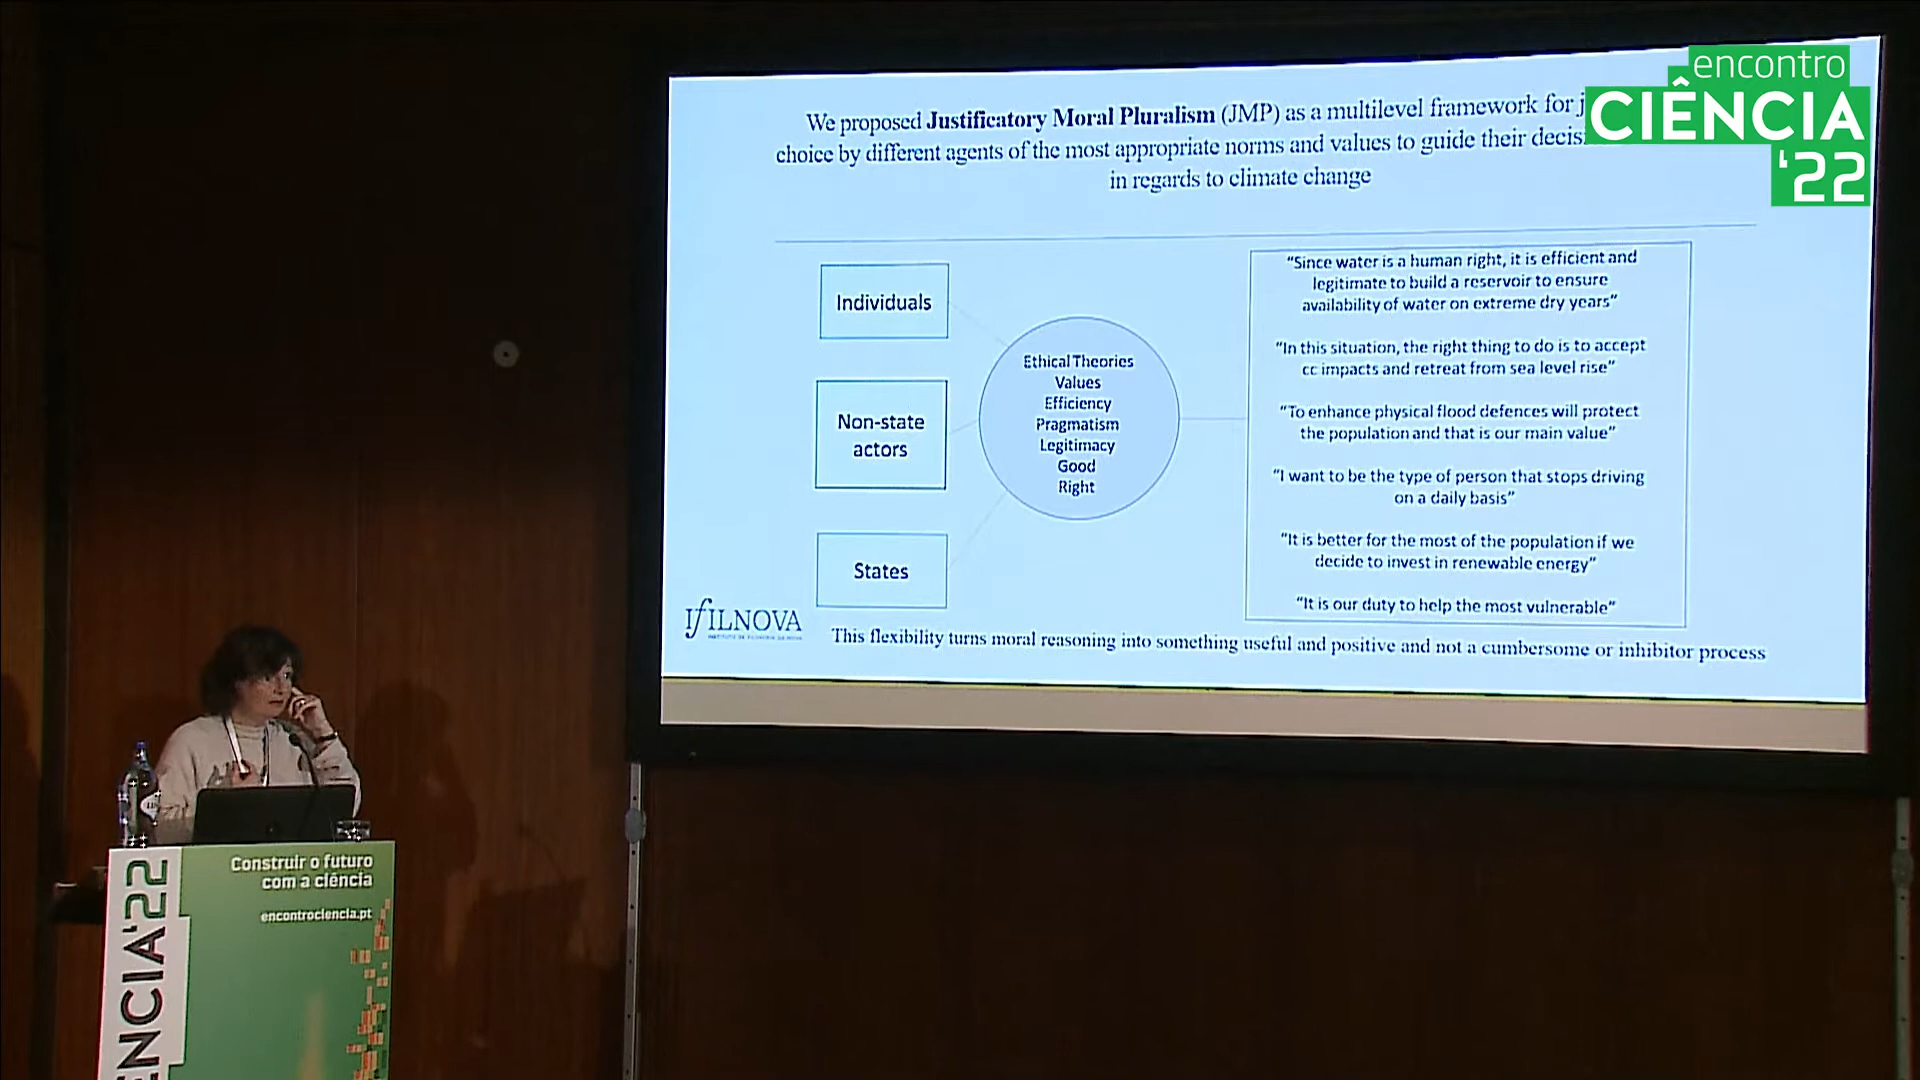 encontro
CIÊNCIA
‘22
We proposed Justificatory Moral Pluralism (JMP) as a multilevel framework for
choice by different agents of the most appropriate norms and values to guide their
in regards to climate change
Individuals
Non-state
actors
States
Ethical Theories
Values
Efficiency
Pragmatism
Legitimacy
Good
Right
“Since water is a human right, it is efficient and
legitimate to build a reservoir to ensure
availability of water on extreme dry years”
“In this situation, the right thing to do is to accept
cc impacts and retreat from sea level rise”
“To enhance physical flood defences will protect
the population and that is our main value”
“I want to be the type of person that stops driving
on a daily basis”
“It is better for the most of the population if we
decide to invest in renewable energy”
“It is our duty to help the most vulnerable”
IFILNOVA
INSTITUTO DE FILOSOFIA DA NOVA
This flexibility turns moral reasoning into something useful and positive and not a cumbersome or inhibitor process
Construir o futuro
com a ciência
encontrociencia.pt
ENCIA‘22